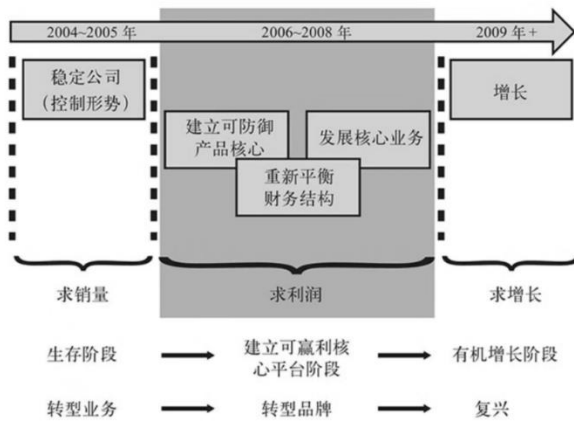 2004~2005 年
2006~2008 年
2009 年+
稳定公司
（控制形势）
建立可防御
产品核心
发展核心业务
重新平衡
财务结构
增长
求销量
求利润
求增长
生存阶段
建立可赢利核
心平台阶段
有机增长阶段
转型业务
转型品牌
复兴